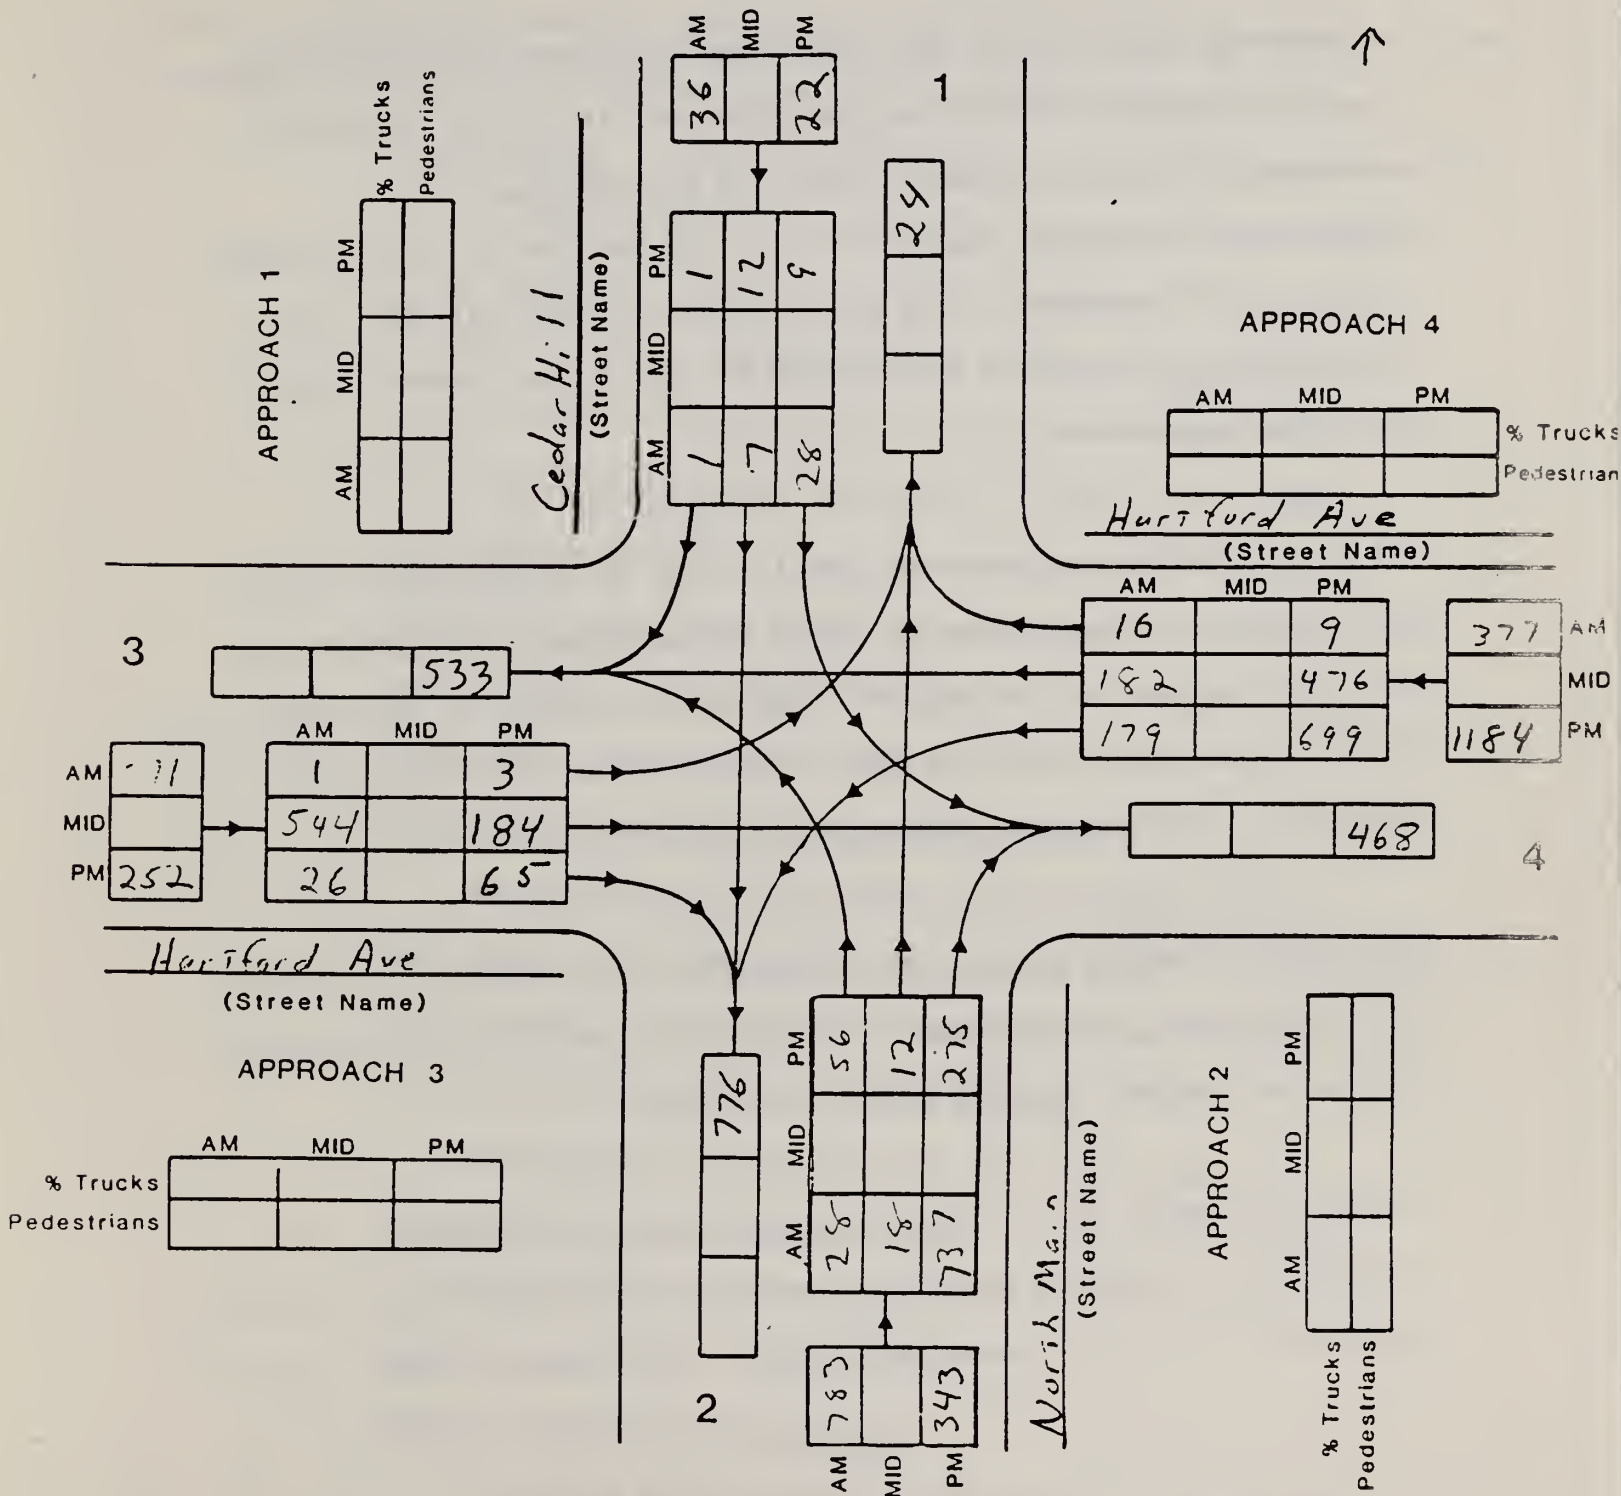 AM MID PM
36 22
1
% Trucks
Pedestrians
APPROACH 1
PM
MID
AM
Cedar Hill
(Street Name)
PM 1 12 9
MID
AM 1 7 28
24
APPROACH 4
AM MID PM
% Trucks
Pedestrian
Hartford Ave
(Street Name)
AM MID PM
16 9
182 476
179 699
377 AM
MID
1184 PM
3
533
AM MID PM
AM 1 3
MID 544 184
PM 252 26 65
468
4
Hartford Ave
(Street Name)
APPROACH 3
AM MID PM
% Trucks
Pedestrians
776
2
PM 56 12 275
MID
AM 28 18 737
783 343
AM MID PM
North Main
(Street Name)
APPROACH 2
PM
MID
AM
% Trucks
Pedestrians